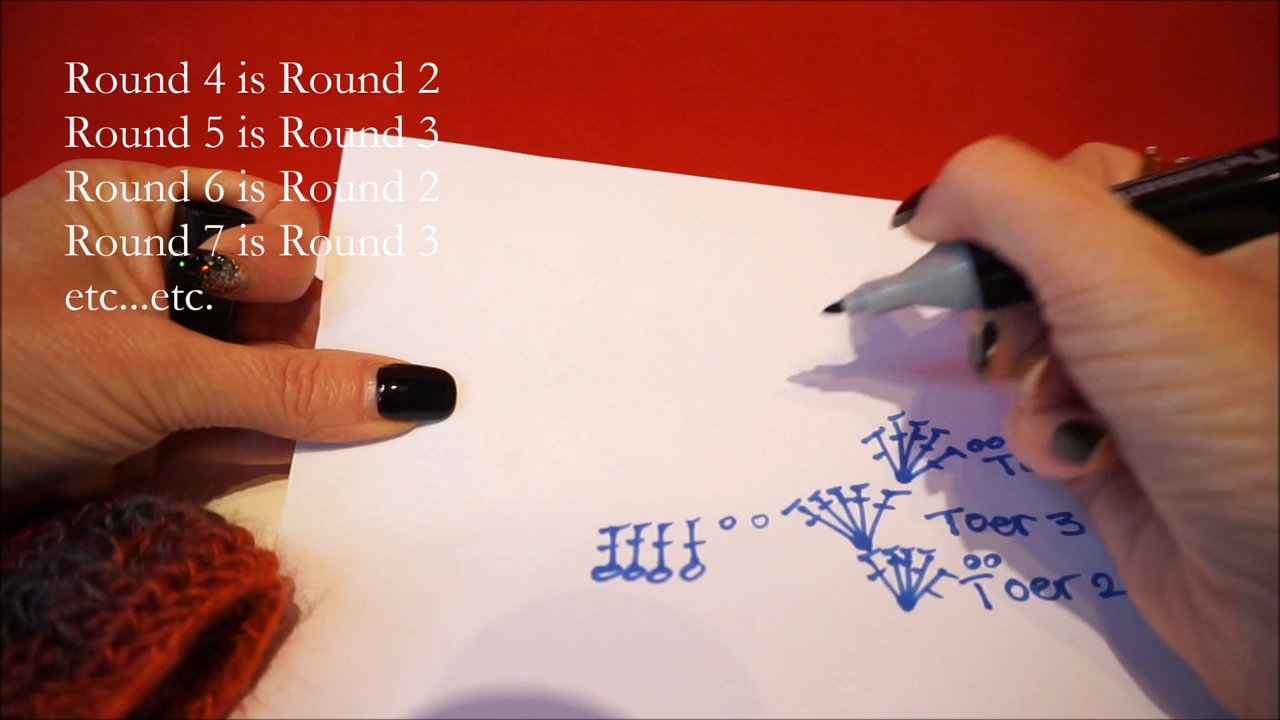 Round 4 is Round 2
Round 5 is Round 3
Round 6 is Round 2
Round 7 is Round 3
etc...etc.
Toer 3
Toer 2